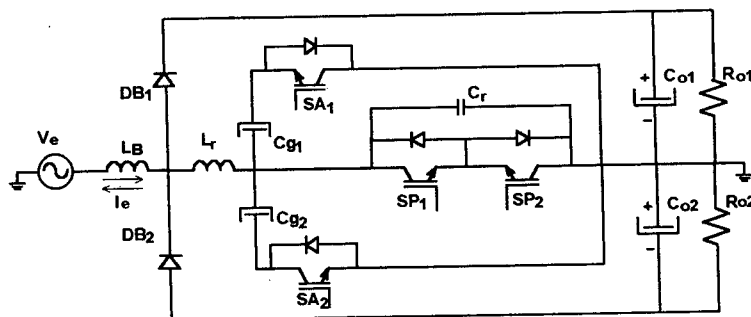 DB1
SA1
Cr
+
Co1
Ro1
-
Ve
LB
Lr
Cg1
Ie
SP1
SP2
Cg2
DB2
SA2
+
Co2
Ro2
-